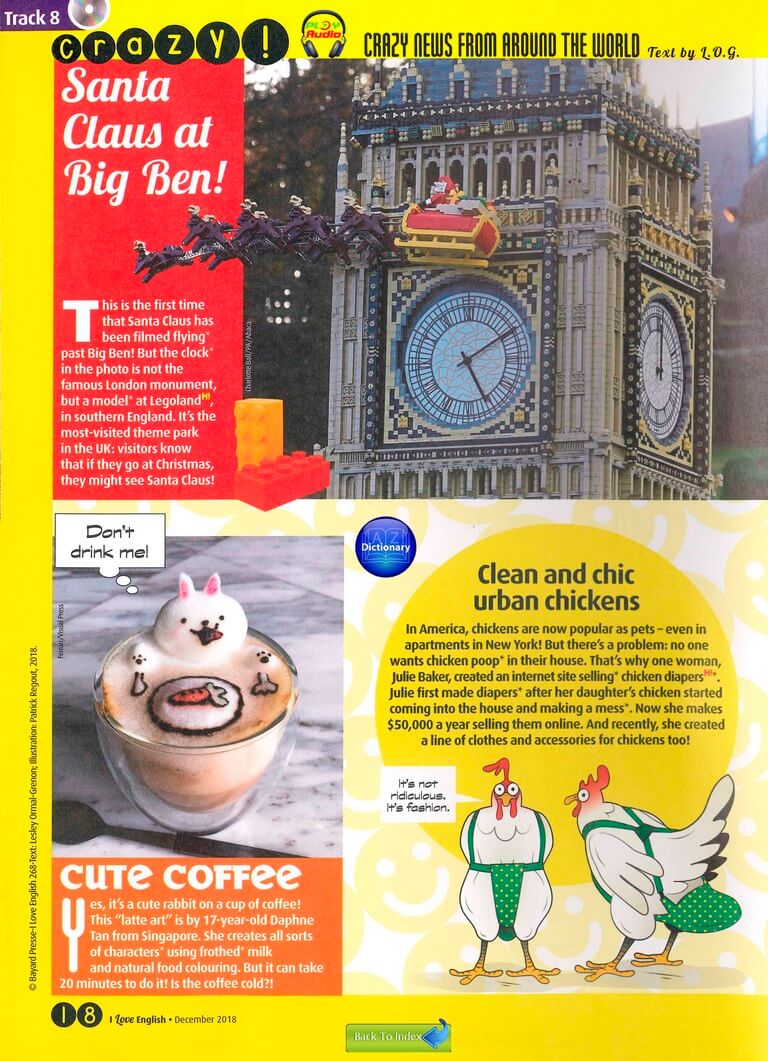 Track 8
Crazy!
PLAY
Audio
CRAZY NEWS FROM AROUND THE WORLD
Text by L.O.G.
Santa
Claus at
Big Ben!
This is the first time
that Santa Claus has
been filmed flying*
past Big Ben! But the clock*
in the photo is not the
famous London monument,
but a model* at LegolandH!,
in southern England. It's the
most-visited theme park
in the UK: visitors know
that if they go at Christmas,
they might see Santa Claus!
Charlotte Ball/PA/Abaca
Don't
drink me!
Ferrari/Visual Press
CUTE COFFEE
Yes, it's a cute rabbit on a cup of coffee!
This “latte art” is by 17-year-old Daphne
Tan from Singapore. She creates all sorts
of characters* using frothed* milk
and natural food colouring. But it can take
20 minutes to do it! Is the coffee cold?!
A Z
Dictionary
Clean and chic
urban chickens
In America, chickens are now popular as pets – even in
apartments in New York! But there's a problem: no one
wants chicken poop* in their house. That's why one woman,
Julie Baker, created an internet site selling* chicken diapersH!*.
Julie first made diapers* after her daughter's chicken started
coming into the house and making a mess*. Now she makes
$50,000 a year selling them online. And recently, she created
a line of clothes and accessories for chickens too!
It's not
ridiculous.
It's fashion.
© Bayard Presse-I Love English 268-Text: Lesley Ormal-Grenon; Illustration: Patrick Regout, 2018.
18
I Love English • December 2018
Back To Index